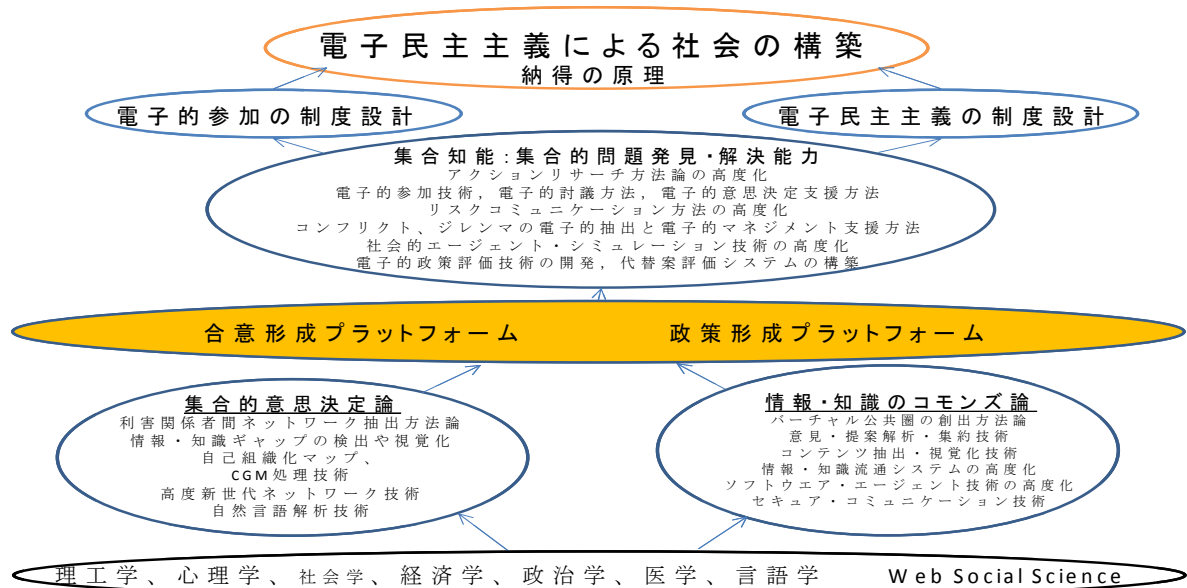 電子民主主義による社会の構築
納得の原理
電子的参加の制度設計
電子民主主義の制度設計
集合知能:集合的問題発見・解決能力
アクションリサーチ方法論の高度化
電子的参加技術，電子的討議方法，電子的意思決定支援方法
リスクコミュニケーション方法の高度化
コンフリクト、ジレンマの電子的抽出と電子的マネジメント支援方法
社会的エージェント・シミュレーション技術の高度化
電子的政策評価技術の開発，代替案評価システムの構築
合意形成プラットフォーム
政策形成プラットフォーム
集合的意思決定論
利害関係者間ネットワーク抽出方法論
情報・知識ギャップの検出や視覚化
自己組織化マップ、
CGM処理技術
高度新世代ネットワーク技術
自然言語解析技術
情報・知識のコモンズ論
バーチャル公共圏の創出方法論
意見・提案解析・集約技術
コンテンツ抽出・視覚化技術
情報・知識流通システムの高度化
ソフトウエア・エージェント技術の高度化
セキュア・コミュニケーション技術
理工学、心理学、社会学、経済学、政治学、医学、言語学 Web Social Science